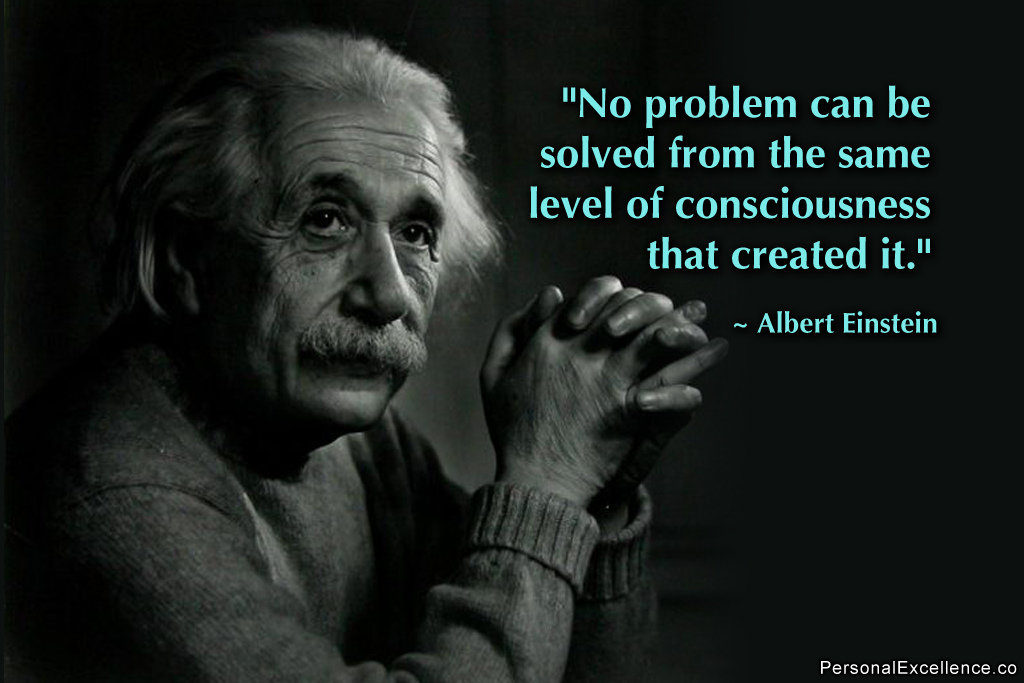 "No problem can be
solved from the same
level of consciousness
that created it."
~ Albert Einstein
PersonalExcellence.co